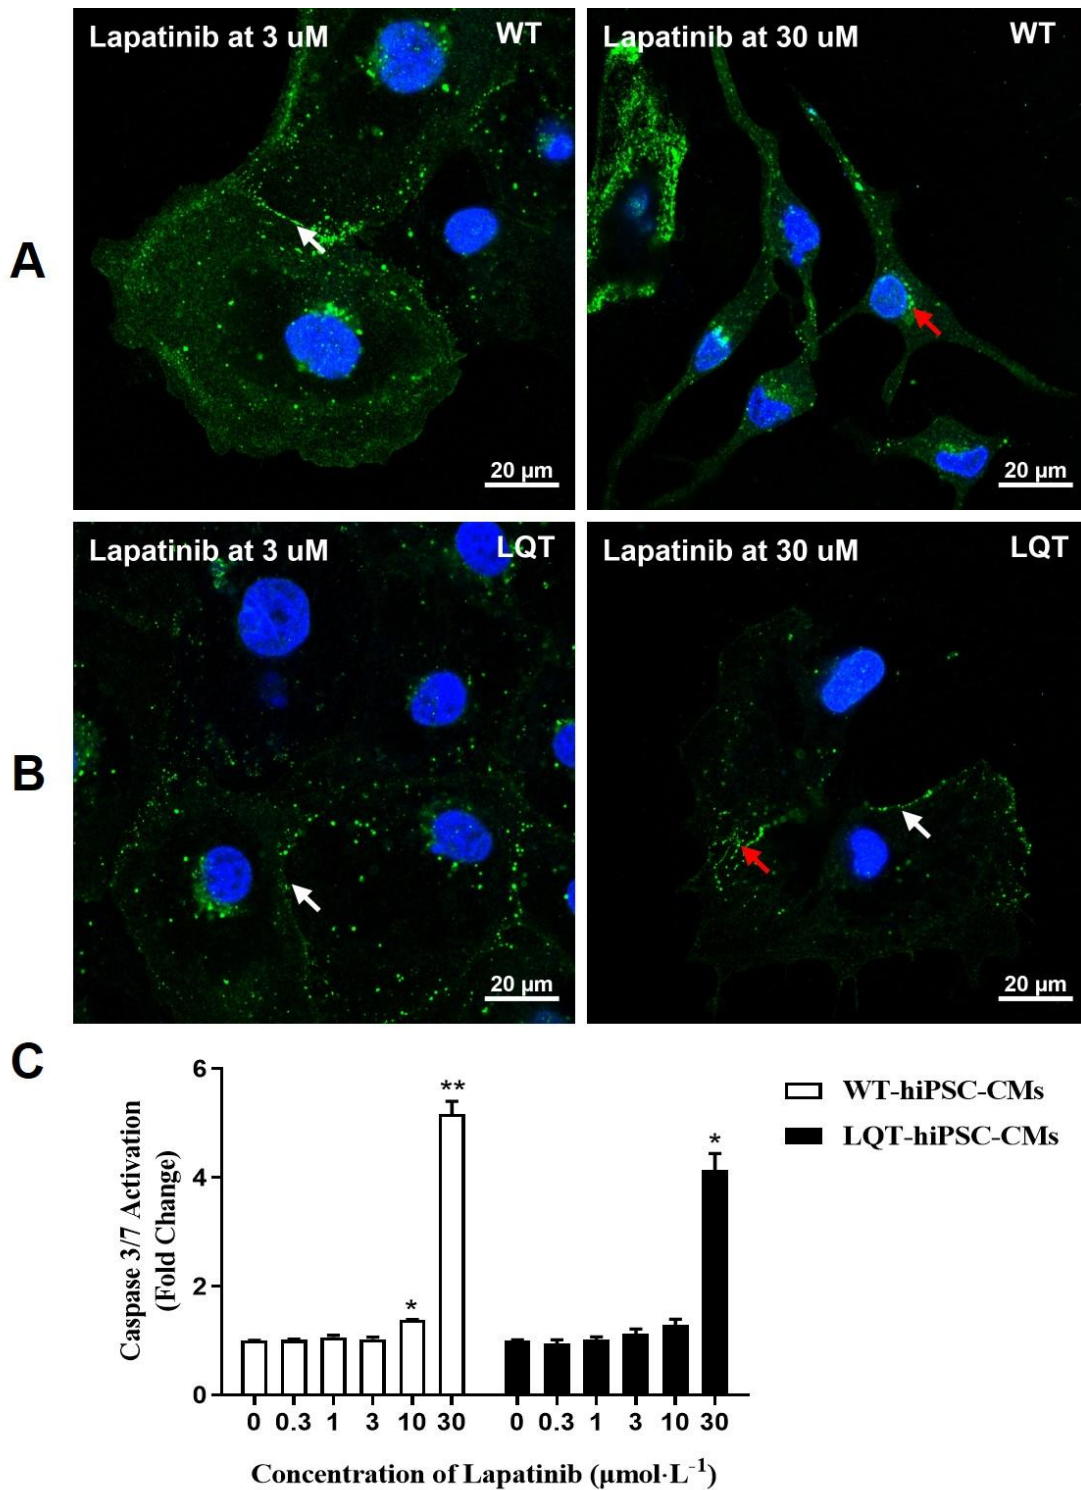 A
Lapatinib at 3 uM WT
20 µm
Lapatinib at 30 uM WT
20 µm
B
Lapatinib at 3 uM LQT
20 µm
Lapatinib at 30 uM LQT
20 µm
C
Caspase 3/7 Activation
(Fold Change)
6
4
2
0
*
**
*
0 0.3 1 3 10 30 0 0.3 1 3 10 30
Concentration of Lapatinib (µmol·L⁻¹)
WT-hiPSC-CMs
LQT-hiPSC-CMs